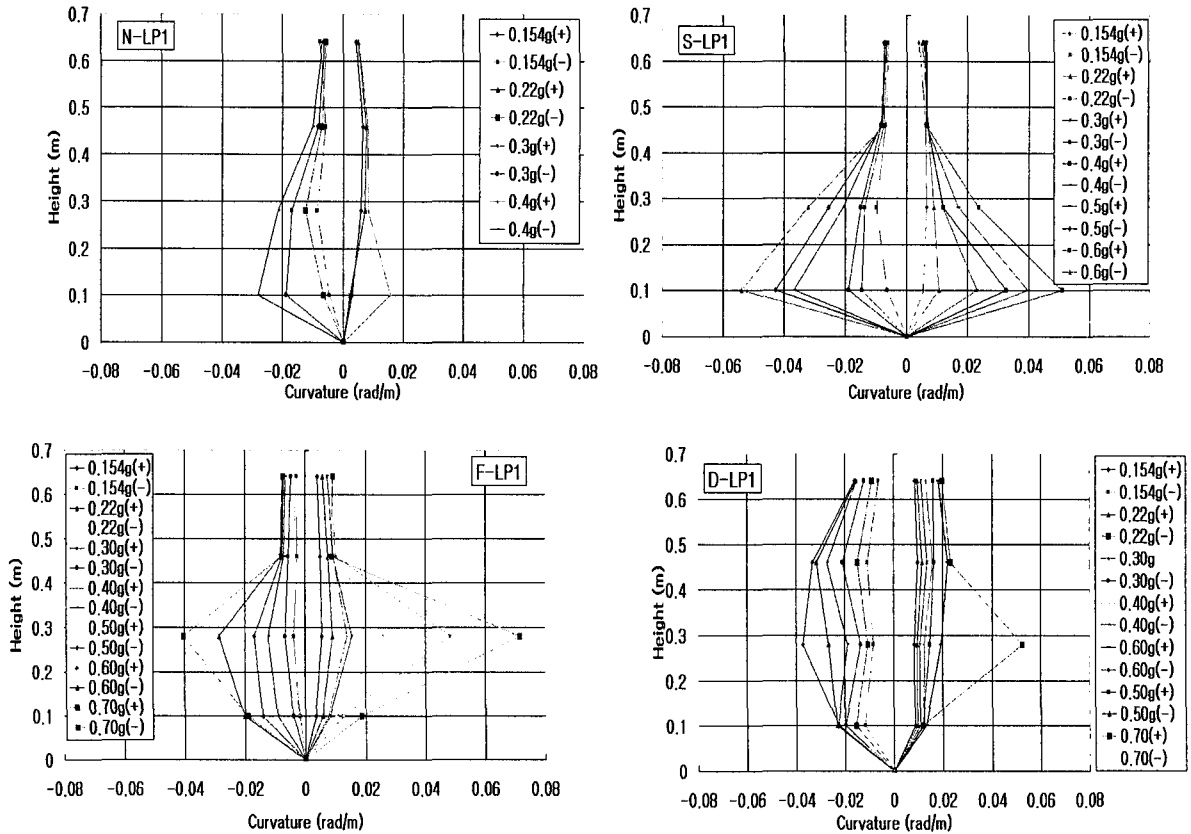 N-LP1
0.7
0.6
0.5
0.4
0.3
0.2
0.1
0
Height (m)
-0.08
-0.06
-0.04
-0.02
0
0.02
0.04
0.06
0.08
Curvature (rad/m)
0.154g(+)
0.154g(-)
0.22g(+)
0.22g(-)
0.3g(+)
0.3g(-)
0.4g(+)
0.4g(-)
S-LP1
0.7
0.6
0.5
0.4
0.3
0.2
0.1
0
Height (m)
-0.08
-0.06
-0.04
-0.02
0
0.02
0.04
0.06
0.08
Curvature (rad/m)
0.154g(+)
0.154g(-)
0.22g(+)
0.22g(-)
0.3g(+)
0.3g(-)
0.4g(+)
0.4g(-)
0.5g(+)
0.5g(-)
0.6g(+)
0.6g(-)
F-LP1
0.7
0.6
0.5
0.4
0.3
0.2
0.1
0
Height (m)
-0.08
-0.06
-0.04
-0.02
0
0.02
0.04
0.06
0.08
Curvature (rad/m)
0.154g(+)
0.154g(-)
0.22g(+)
0.22g(-)
0.30g(+)
0.30g(-)
0.40g(+)
0.40g(-)
0.50g(+)
0.50g(-)
0.60g(+)
0.60g(-)
0.70g(+)
0.70g(-)
D-LP1
0.7
0.6
0.5
0.4
0.3
0.2
0.1
0
Height (m)
-0.08
-0.06
-0.04
-0.02
0
0.02
0.04
0.06
0.08
Curvature (rad/m)
0.154g(+)
0.154g(-)
0.22g(+)
0.22g(-)
0.30g
0.30g(-)
0.40g(+)
0.40g(-)
0.60g(+)
0.60g(-)
0.50g(+)
0.50g(-)
0.70(+)
0.70(-)